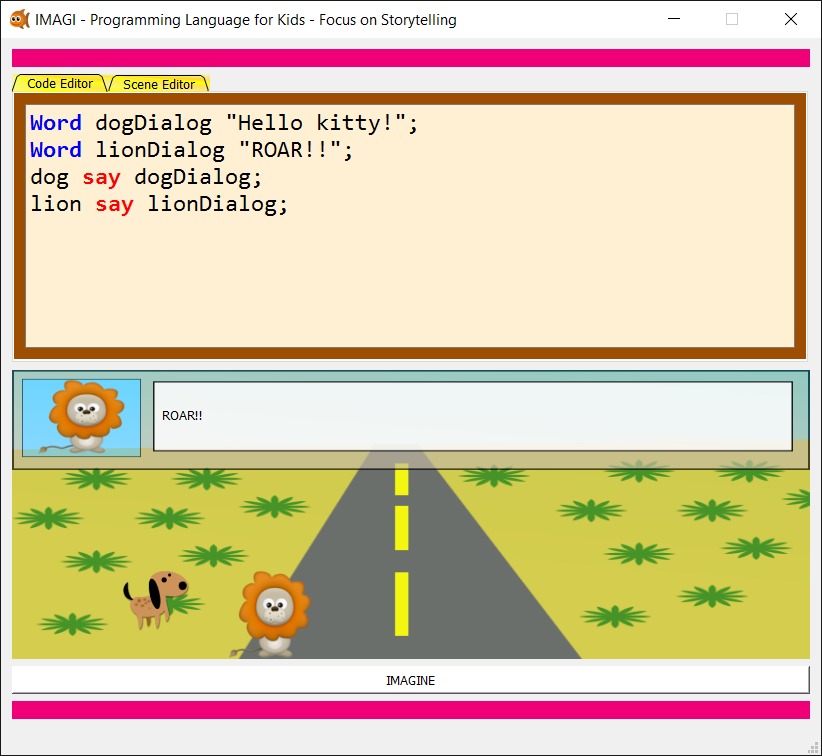 IMAGI - Programming Language for Kids - Focus on Storytelling
Code Editor
Scene Editor
Word dogDialog "Hello kitty!";
Word lionDialog "ROAR!!";
dog say dogDialog;
lion say lionDialog;
ROAR!!
IMAGINE